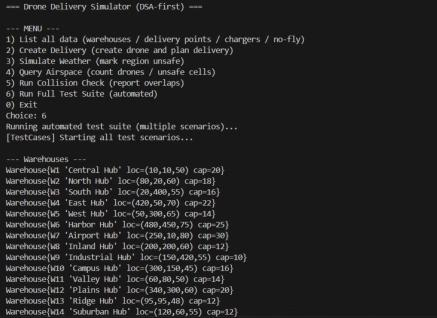 === Drone Delivery Simulator (DSA-first) ===
--- MENU ---
1) List all data (warehouses / delivery points / chargers / no-fly)
2) Create Delivery (create drone and plan delivery)
3) Simulate Weather (mark region unsafe)
4) Query Airspace (count drones / unsafe cells)
5) Run Collision Check (report overlaps)
6) Run Full Test Suite (automated)
0) Exit
Choice: 6
Running automated test suite (multiple scenarios)...
[TestCases] Starting all test scenarios...
--- Warehouses ---
Warehouse{W1 'Central Hub' loc=(10,10,50) cap=20}
Warehouse{W2 'North Hub' loc=(80,20,60) cap=18}
Warehouse{W3 'South Hub' loc=(20,400,55) cap=16}
Warehouse{W4 'East Hub' loc=(420,50,70) cap=22}
Warehouse{W5 'West Hub' loc=(50,300,65) cap=14}
Warehouse{W6 'Harbor Hub' loc=(480,450,75) cap=25}
Warehouse{W7 'Airport Hub' loc=(250,10,80) cap=30}
Warehouse{W8 'Inland Hub' loc=(200,200,60) cap=12}
Warehouse{W9 'Industrial Hub' loc=(150,420,55) cap=10}
Warehouse{W10 'Campus Hub' loc=(300,150,45) cap=16}
Warehouse{W11 'Valley Hub' loc=(60,80,50) cap=14}
Warehouse{W12 'Plains Hub' loc=(340,300,60) cap=20}
Warehouse{W13 'Ridge Hub' loc=(95,95,48) cap=12}
Warehouse{W14 'Suburban Hub' loc=(120,60,55) cap=12}